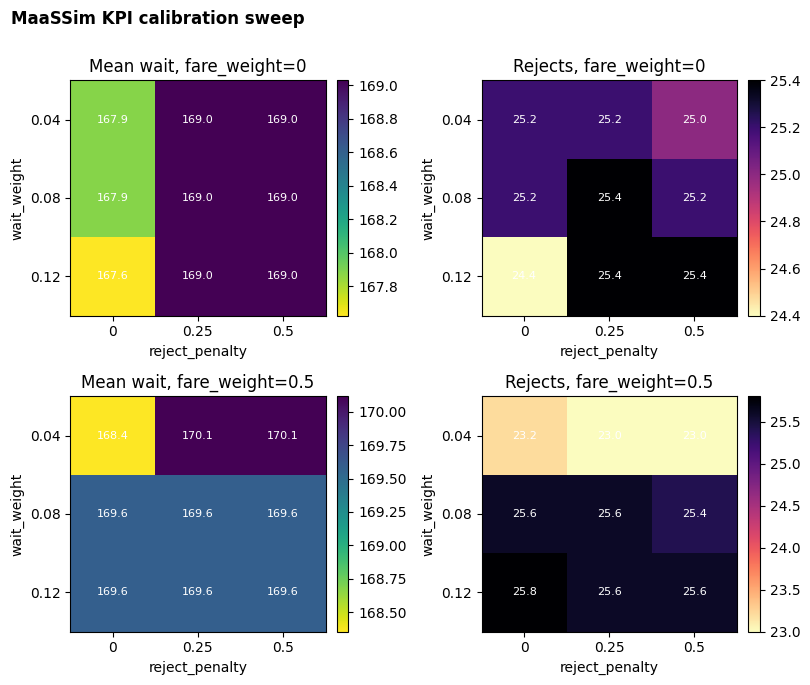 MaaSSim KPI calibration sweep
Mean wait, fare_weight=0
Rejects, fare_weight=0
wait_weight
0.04
0.08
0.12
167.9 169.0 169.0
167.9 169.0 169.0
167.6 169.0 169.0
0 0.25 0.5
reject_penalty
169.0
168.8
168.6
168.4
168.2
168.0
167.8
wait_weight
0.04
0.08
0.12
25.2 25.2 25.0
25.2 25.4 25.2
24.4 25.4 25.4
0 0.25 0.5
reject_penalty
25.4
25.2
25.0
24.8
24.6
24.4
Mean wait, fare_weight=0.5
Rejects, fare_weight=0.5
wait_weight
0.04
0.08
0.12
168.4 170.1 170.1
169.6 169.6 169.6
169.6 169.6 169.6
0 0.25 0.5
reject_penalty
170.00
169.75
169.50
169.25
169.00
168.75
168.50
wait_weight
0.04
0.08
0.12
23.2 23.0 23.0
25.6 25.6 25.4
25.8 25.6 25.6
0 0.25 0.5
reject_penalty
25.5
25.0
24.5
24.0
23.5
23.0